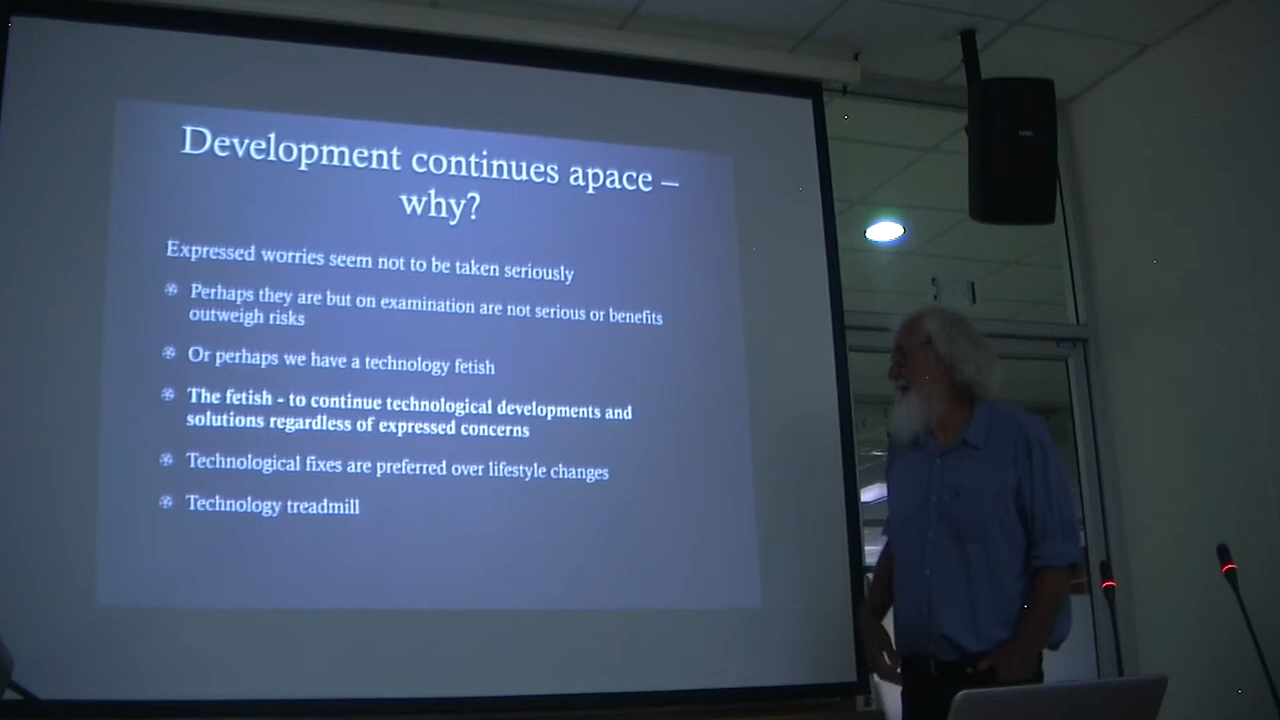 Development continues apace –
why?
Expressed worries seem not to be taken seriously
Perhaps they are but on examination are not serious or benefits
outweigh risks
Or perhaps we have a technology fetish
The fetish - to continue technological developments and
solutions regardless of expressed concerns
Technological fixes are preferred over lifestyle changes
Technology treadmill